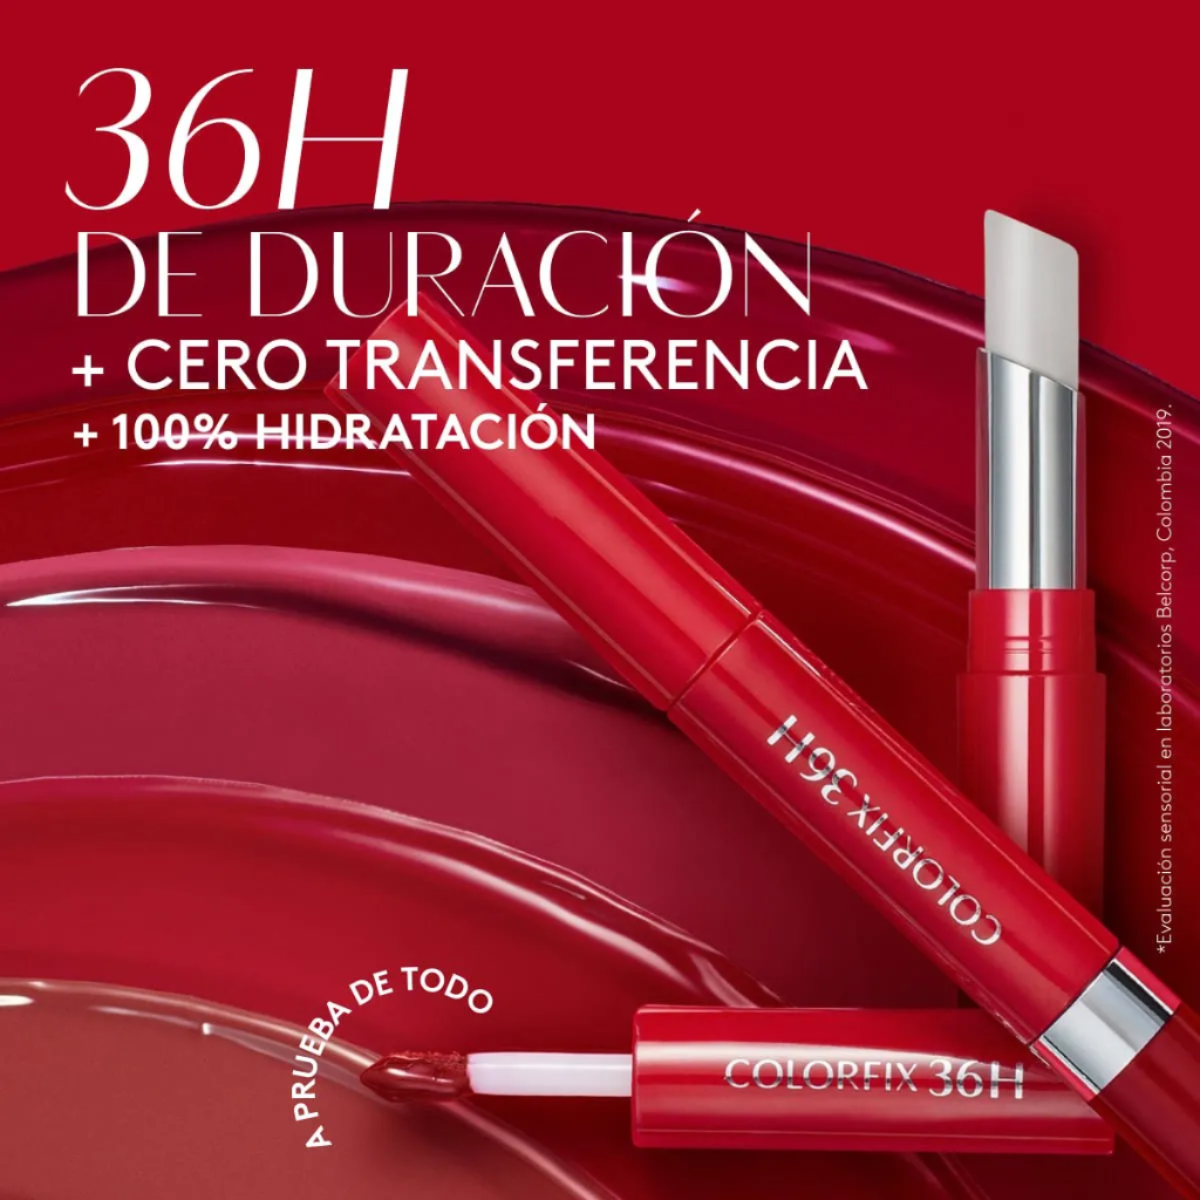 36H
DE DURACIÓN
+ CERO TRANSFERENCIA
+ 100% HIDRATACIÓN
*Evaluación sensorial en laboratorios Belcorp, Colombia 2019.
COLORFIX 36H
A PRUEBA DE TODO
COLORFIX 36H